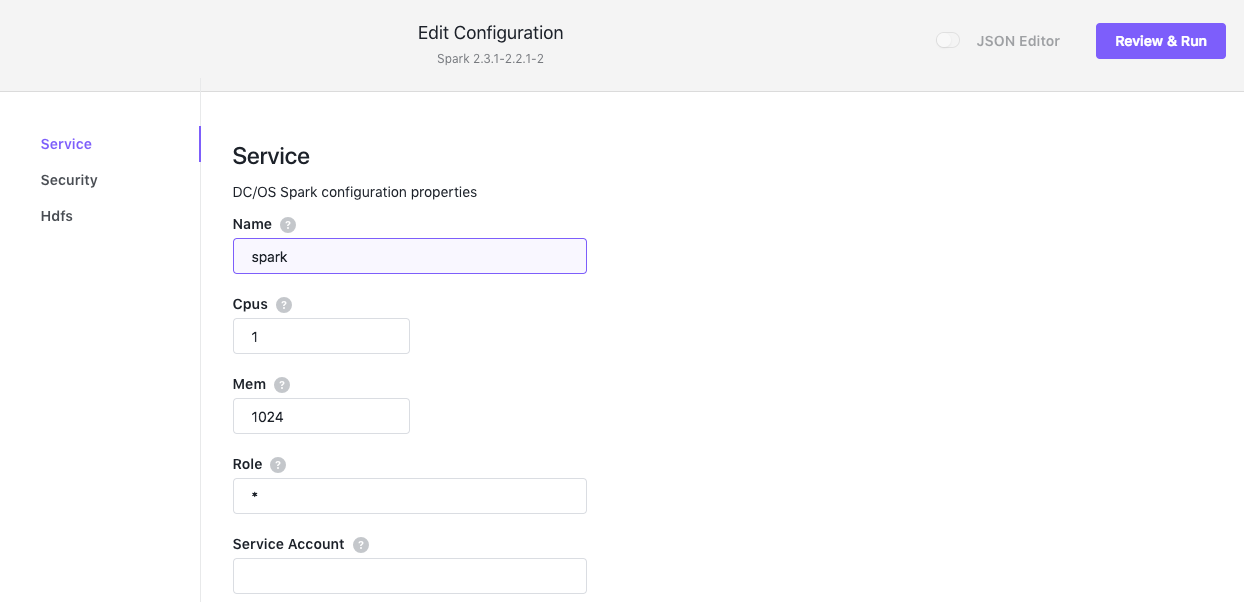 Edit Configuration
Spark 2.3.1-2.2.1-2
JSON Editor
Review & Run
Service
Security
Hdfs
Service
DC/OS Spark configuration properties
Name ?
spark
Cpus ?
1
Mem ?
1024
Role ?
*
Service Account ?